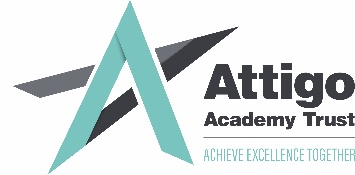 Attigo
Academy Trust
ACHIEVE EXCELLENCE TOGETHER